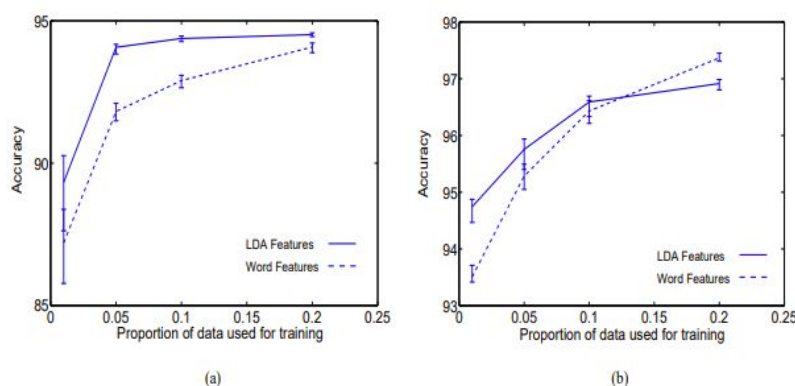 95
90
85
Accuracy
LDA Features
Word Features
0 0.05 0.1 0.15 0.2 0.25
Proportion of data used for training
(a)
98
97
96
95
94
93
Accuracy
LDA Features
Word Features
0 0.05 0.1 0.15 0.2 0.25
Proportion of data used for training
(b)